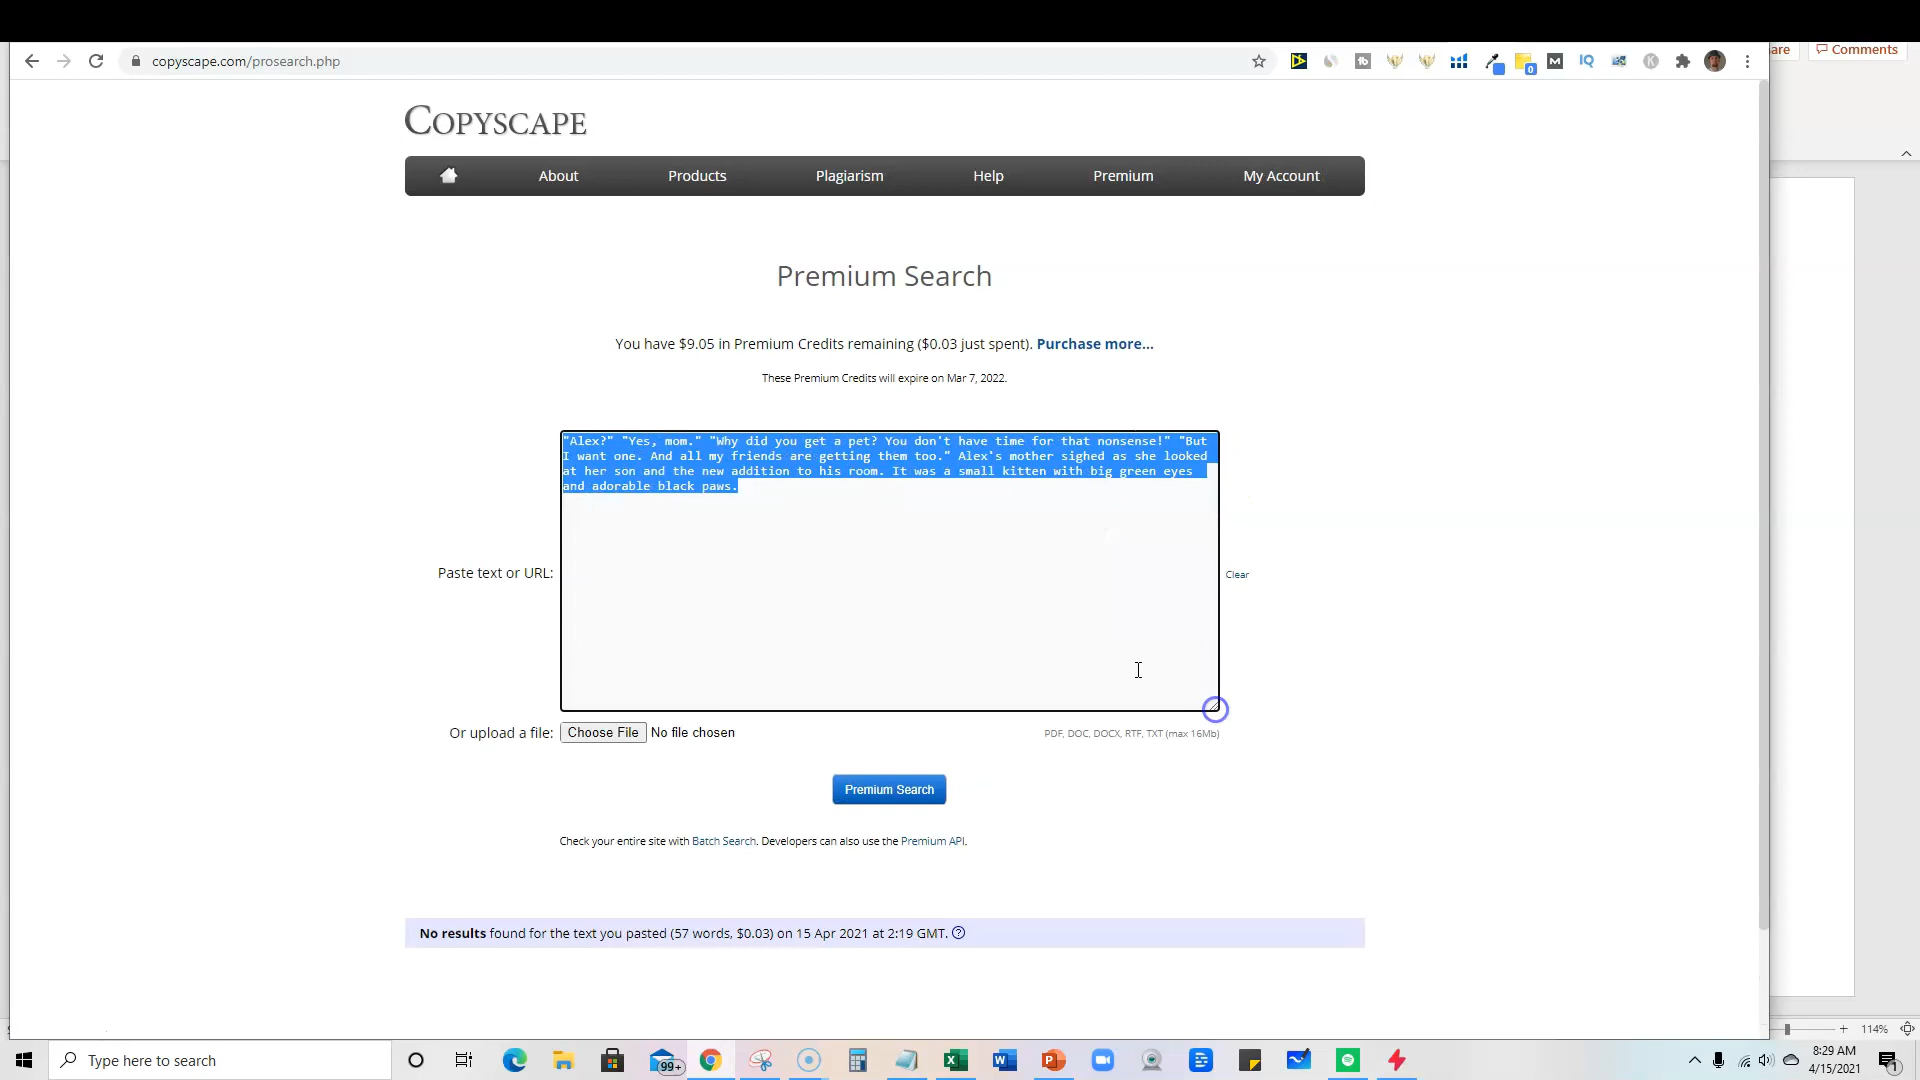 are
Comments
copyscape.com/prosearch.php
COPYSCAPE
About Products Plagiarism Help Premium My Account
Premium Search
You have $9.05 in Premium Credits remaining ($0.03 just spent). Purchase more...
These Premium Credits will expire on Mar 7, 2022.
"Alex?" "Yes, mom." "Why did you get a pet? You don't have time for that nonsense!" "But
I want one. And all my friends are getting them too." Alex's mother sighed as she looked
at her son and the new addition to his room. It was a small kitten with big green eyes
and adorable black paws.
Paste text or URL:
Clear
Or upload a file: Choose File No file chosen PDF, DOC, DOCX, RTF, TXT (max 16Mb)
Premium Search
Check your entire site with Batch Search. Developers can also use the Premium API.
No results found for the text you pasted (57 words, $0.03) on 15 Apr 2021 at 2:19 GMT.
114%
Type here to search
99+
8:29 AM
4/15/2021